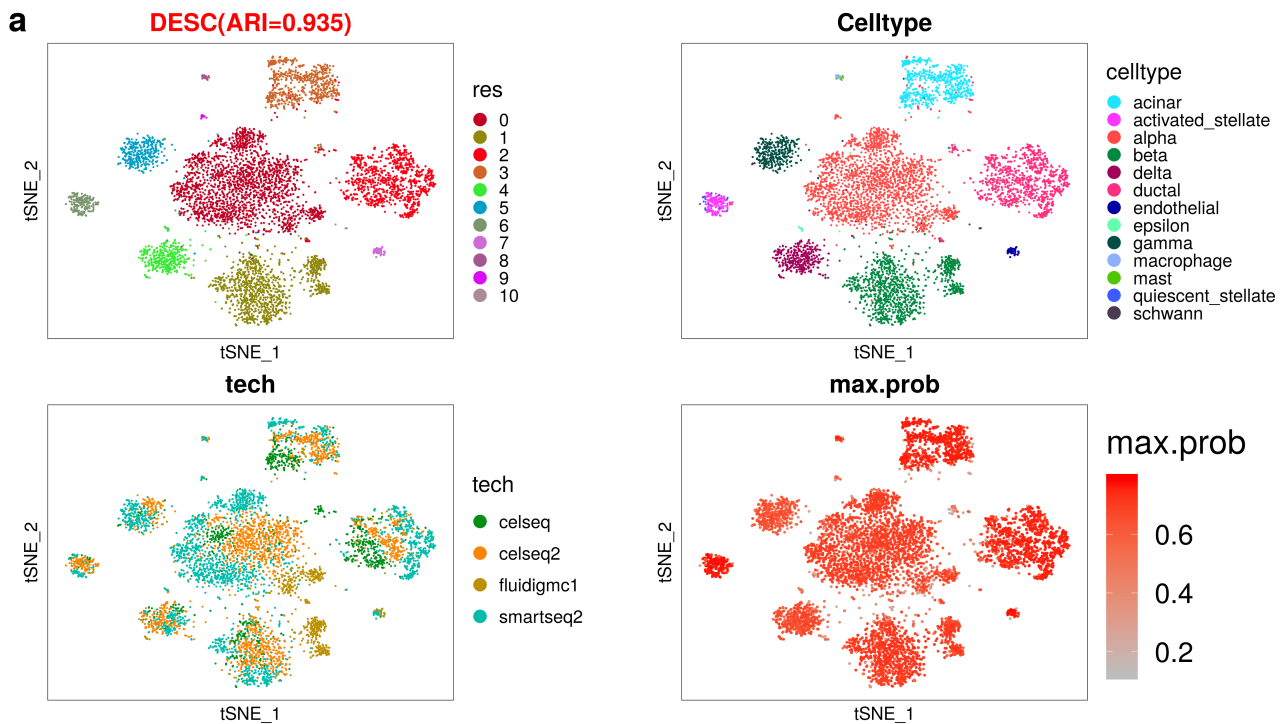 a
DESC(ARI=0.935)
tSNE_2
tSNE_1
res
0
1
2
3
4
5
6
7
8
9
10
Celltype
tSNE_2
tSNE_1
celltype
acinar
activated_stellate
alpha
beta
delta
ductal
endothelial
epsilon
gamma
macrophage
mast
quiescent_stellate
schwann
tech
tSNE_2
tSNE_1
tech
celseq
celseq2
fluidigmc1
smartseq2
max.prob
tSNE_2
tSNE_1
max.prob
0.6
0.4
0.2